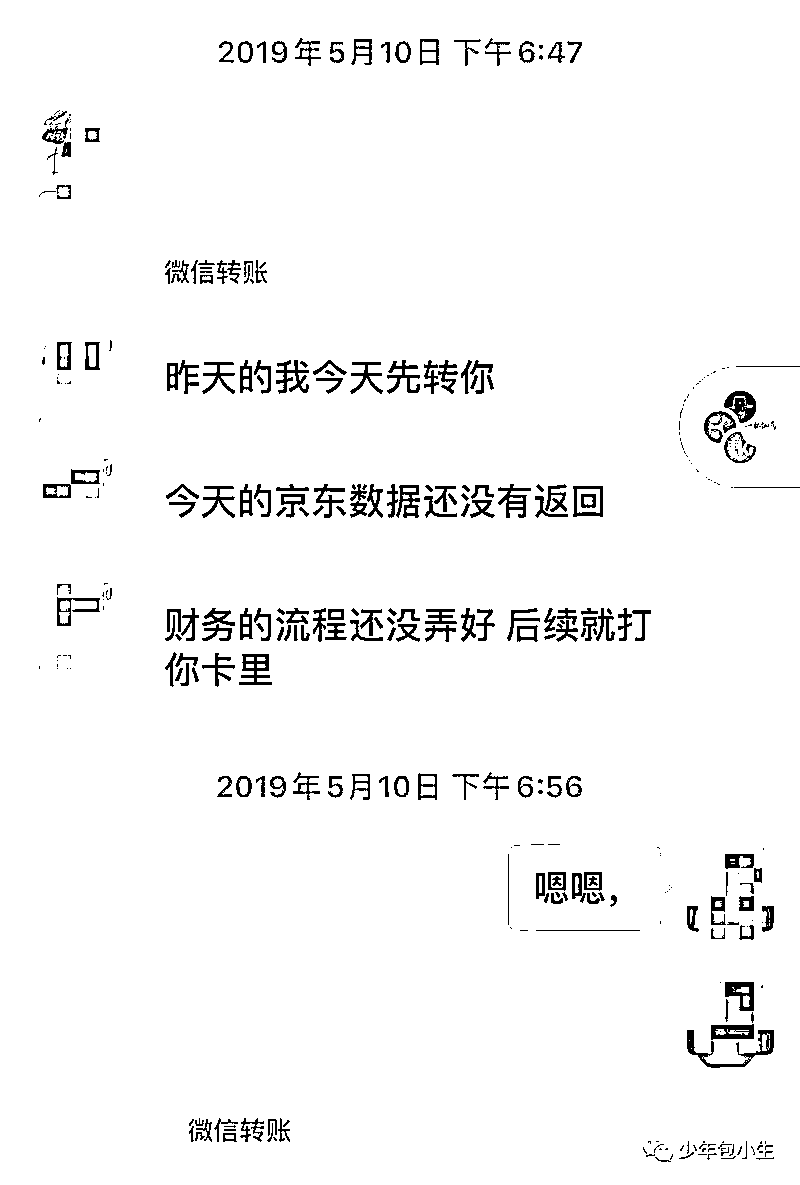 2019年5月10日 下午6:47
微信转账
昨天的我今天先转你
今天的京东数据还没有返回
财务的流程还没弄好 后续就打
你卡里
2019年5月10日 下午6:56
嗯嗯，
微信转账
少年包小生